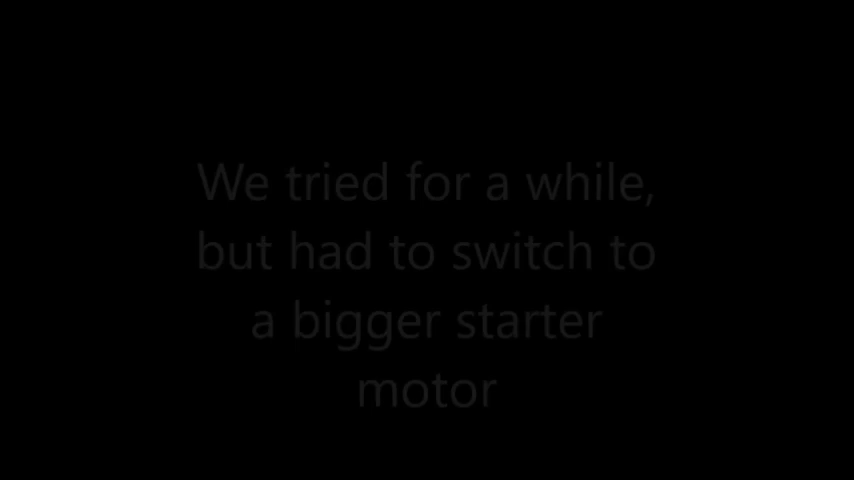 We tried for a while,
but had to switch to
a bigger starter
motor